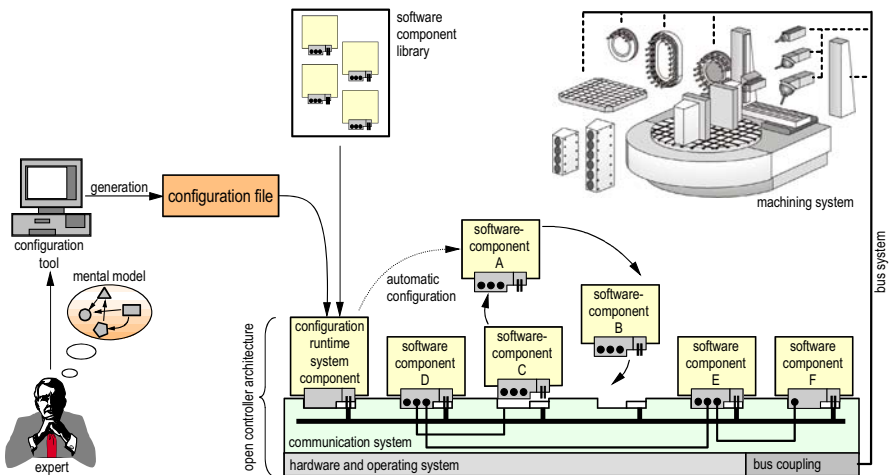 software
component
library
machining system
bus system
generation
configuration file
configuration
tool
mental model
expert
automatic
configuration
software-
component
A
software-
component
B
open controller architecture
configuration
runtime
system
component
software
component
D
software-
component
C
software
component
E
software
component
F
communication system
hardware and operating system
bus coupling